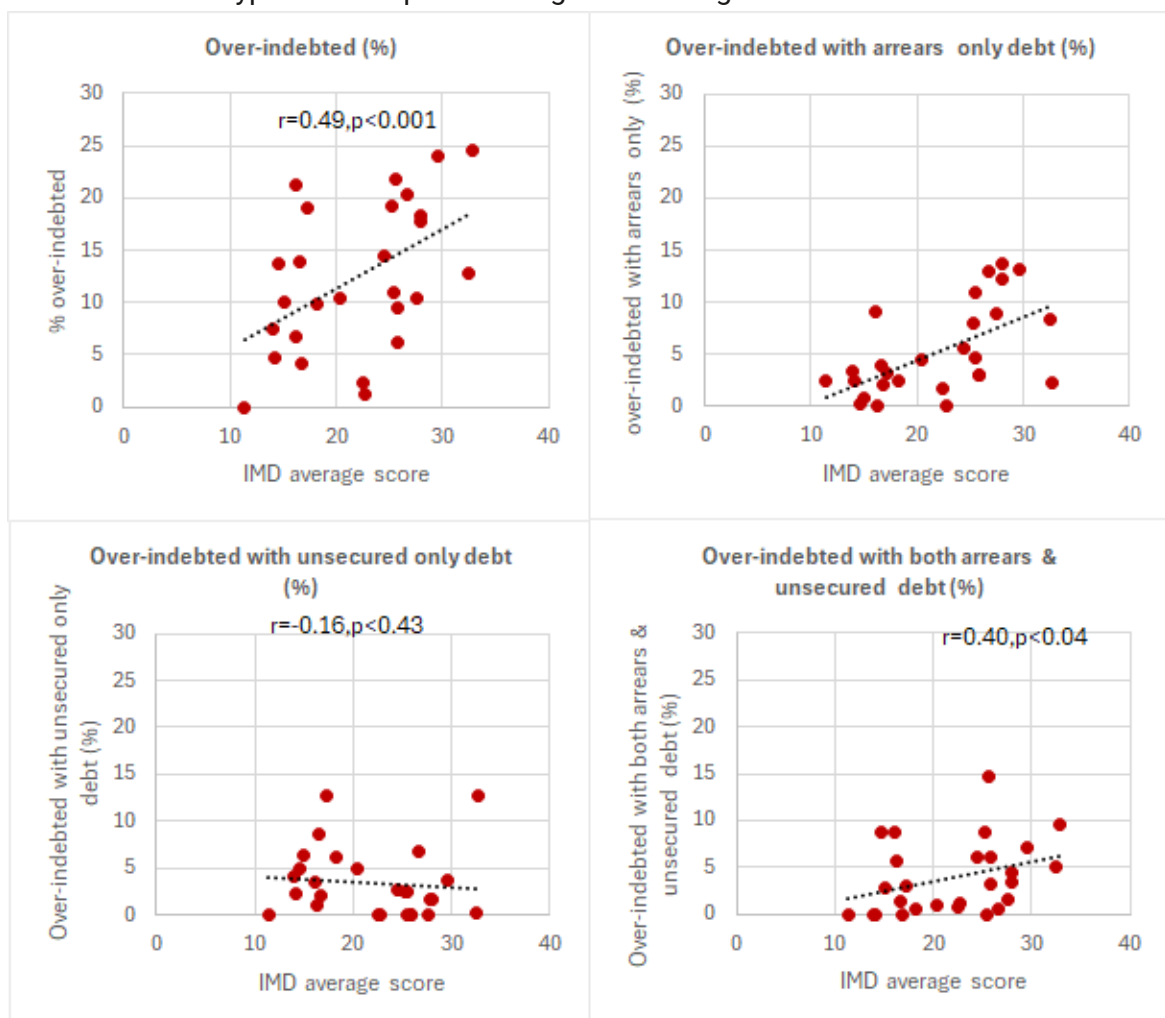 Over-indebted (%)
r=0.49,p<0.001
% over-indebted
30
25
20
15
10
5
0
0 10 20 30 40
IMD average score
Over-indebted with arrears only debt (%)
over-indebted with arrears only (%)
30
25
20
15
10
5
0
0 10 20 30 40
IMD average score
Over-indebted with unsecured only debt
(%)
r=-0.16,p<0.43
Over-indebted with unsecured only
debt (%)
30
25
20
15
10
5
0
0 10 20 30 40
IMD average score
Over-indebted with both arrears &
unsecured debt (%)
r=0.40,p<0.04
Over-indebted with both arrears &
unsecured debt (%)
30
25
20
15
10
5
0
0 10 20 30 40
IMD average score